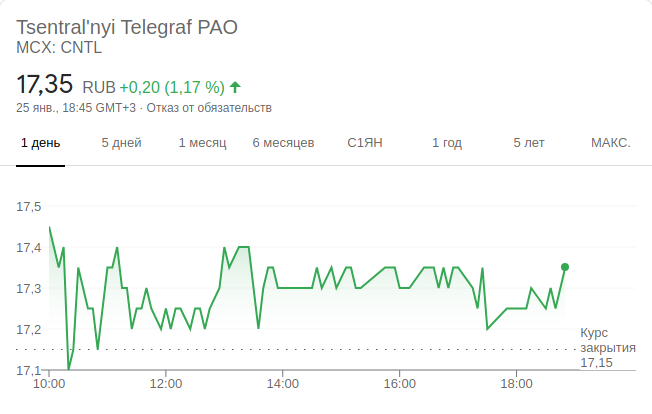 Tsentral'nyi Telegraf PAO
MCX: CNTL
17,35 RUB +0,20 (1,17 %)
25 янв., 18:45 GMT+3 · Отказ от обязательств
1 день 5 дней 1 месяц 6 месяцев С1ЯН 1 год 5 лет МАКС.
17,5
17,4
17,3
17,2
17,1
Курс
закрытия
17,15
10:00 12:00 14:00 16:00 18:00